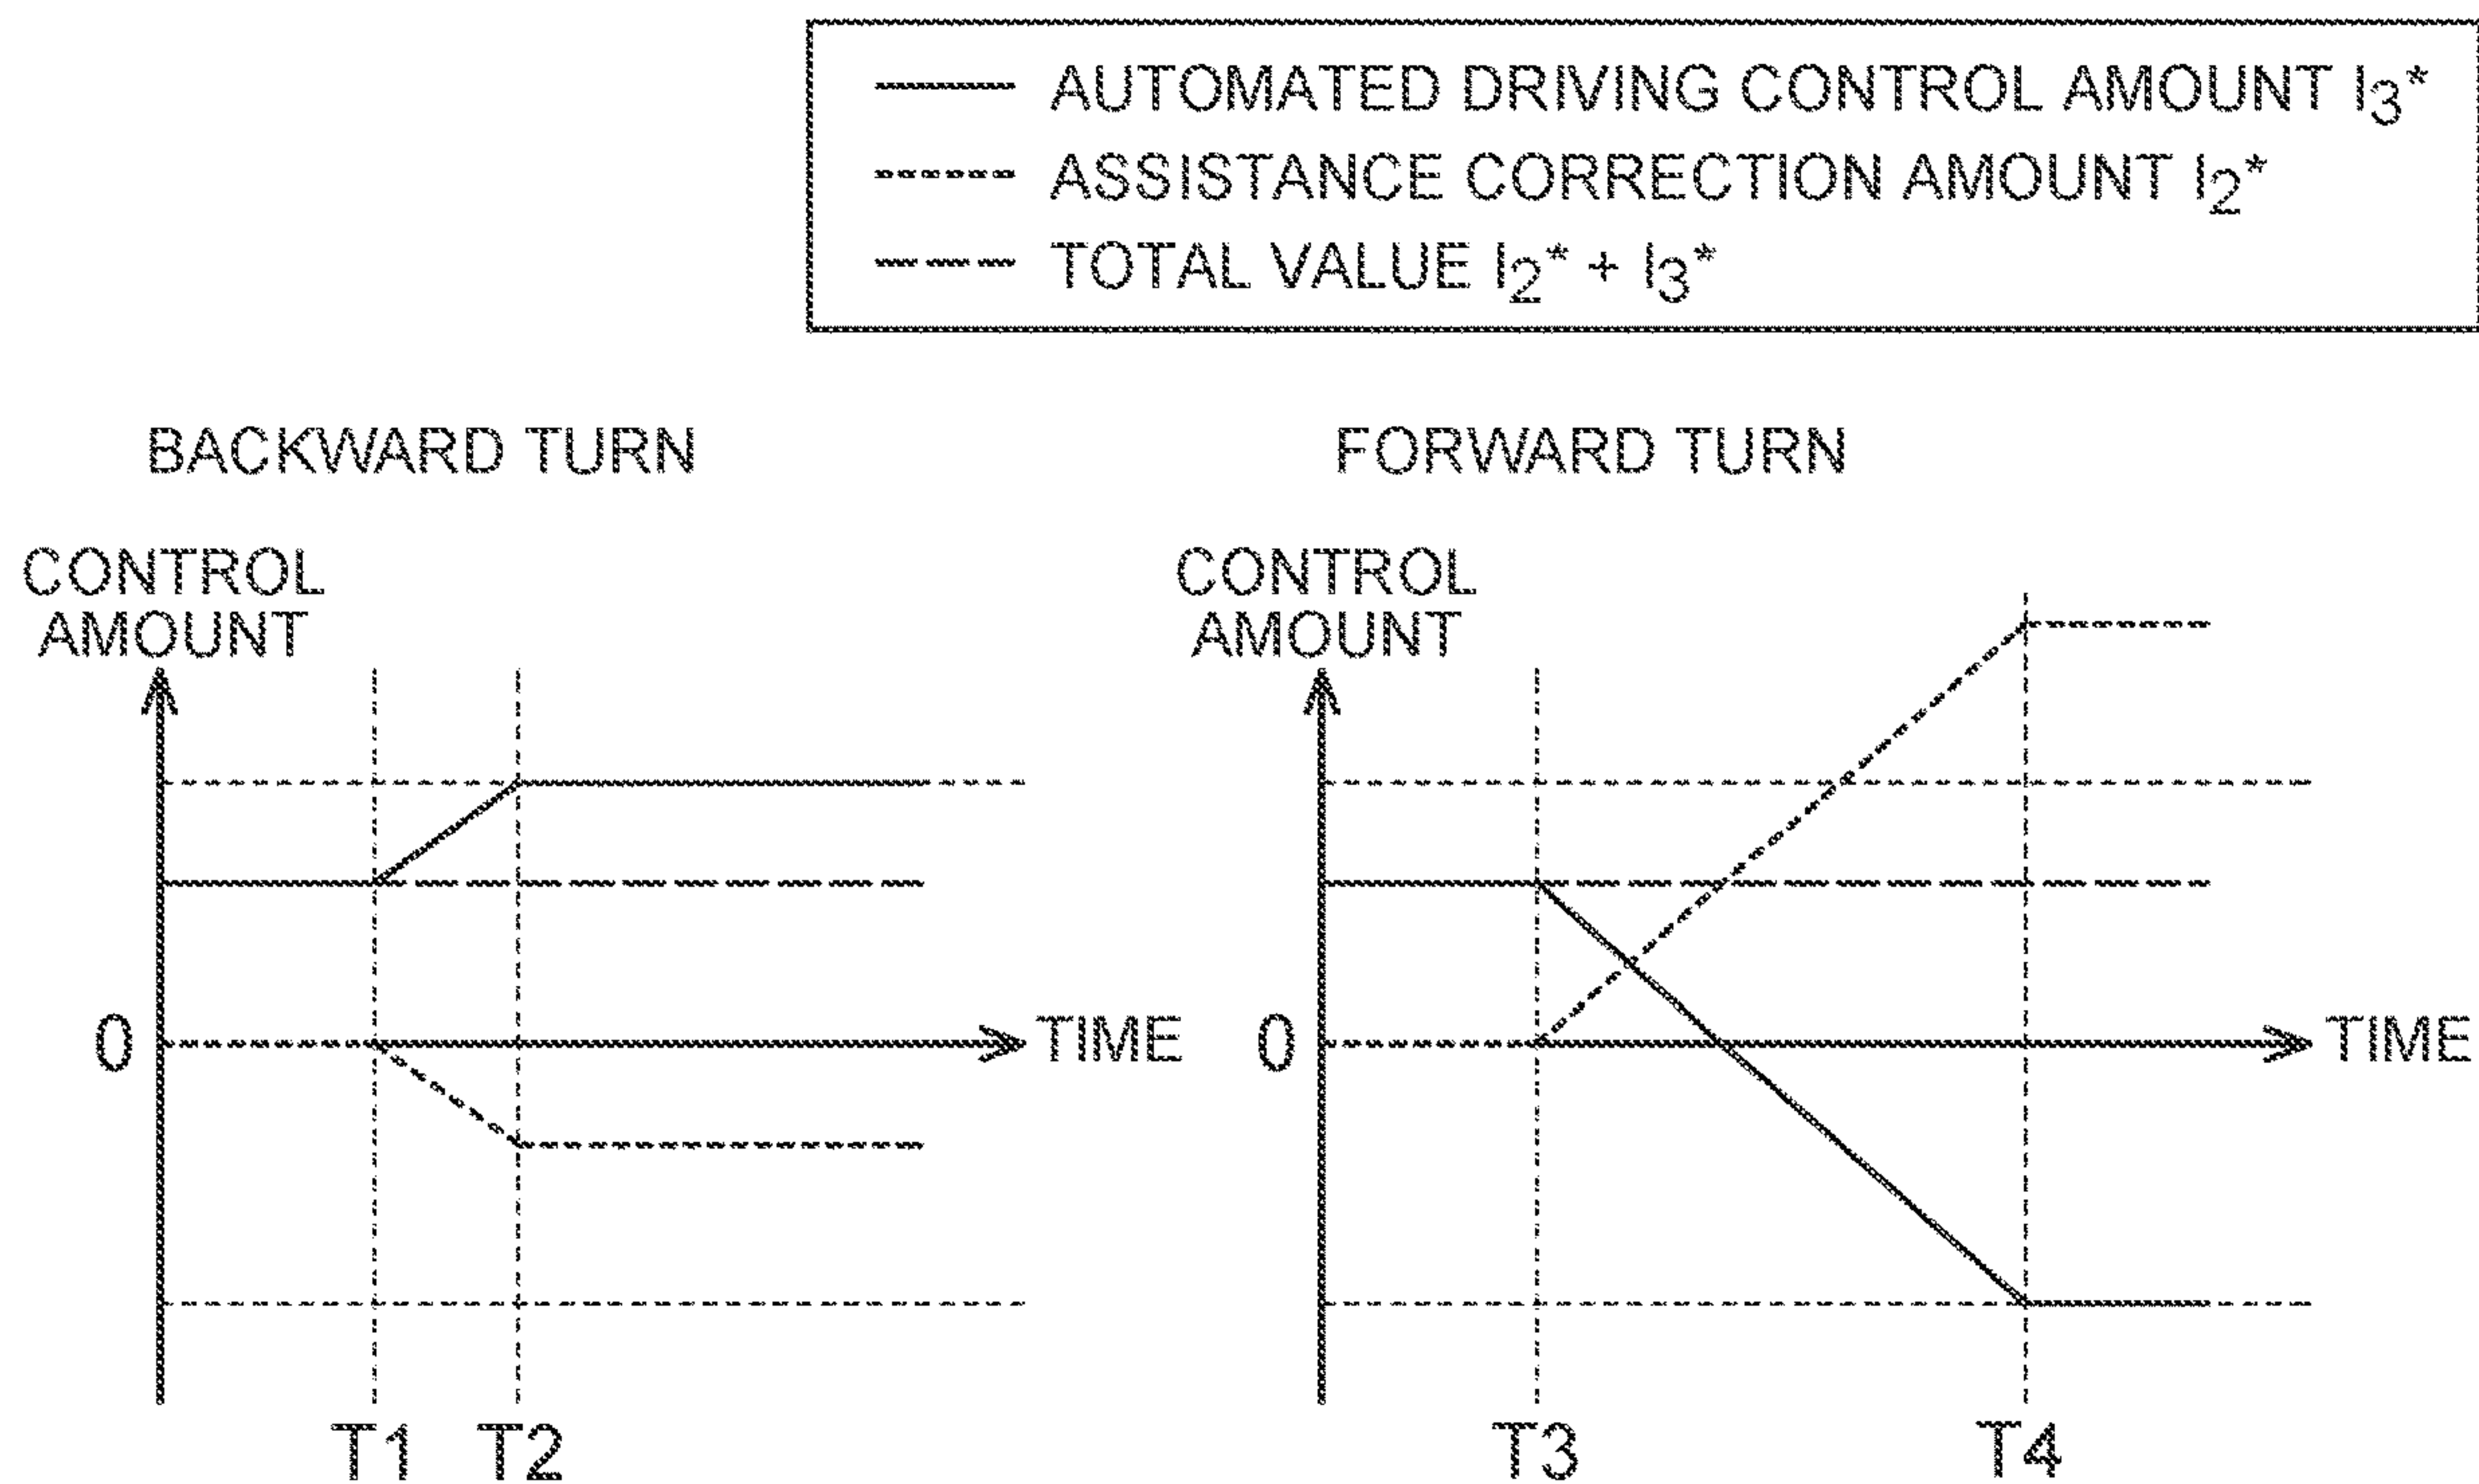 AUTOMATED DRIVING CONTROL AMOUNT I3*
ASSISTANCE CORRECTION AMOUNT I2*
TOTAL VALUE I2* + I3*
BACKWARD TURN
CONTROL
AMOUNT
0
TIME
T1 T2
FORWARD TURN
CONTROL
AMOUNT
0
TIME
T3 T4